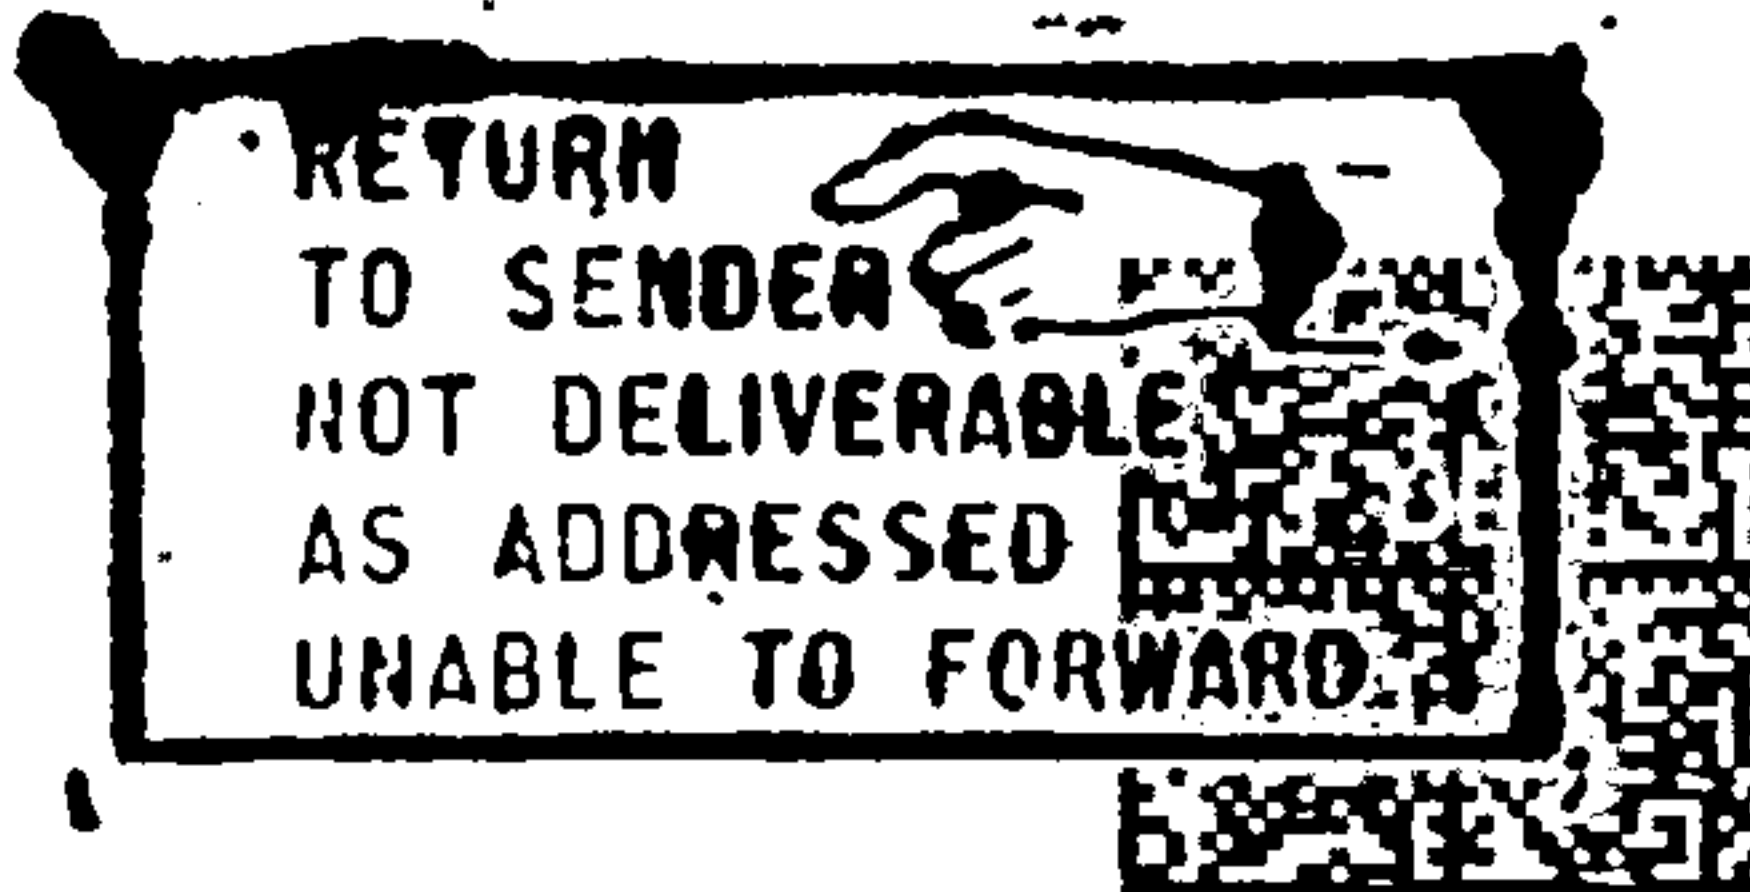 RETURN
TO SENDER
NOT DELIVERABLE
AS ADDRESSED
UNABLE TO FORWARD